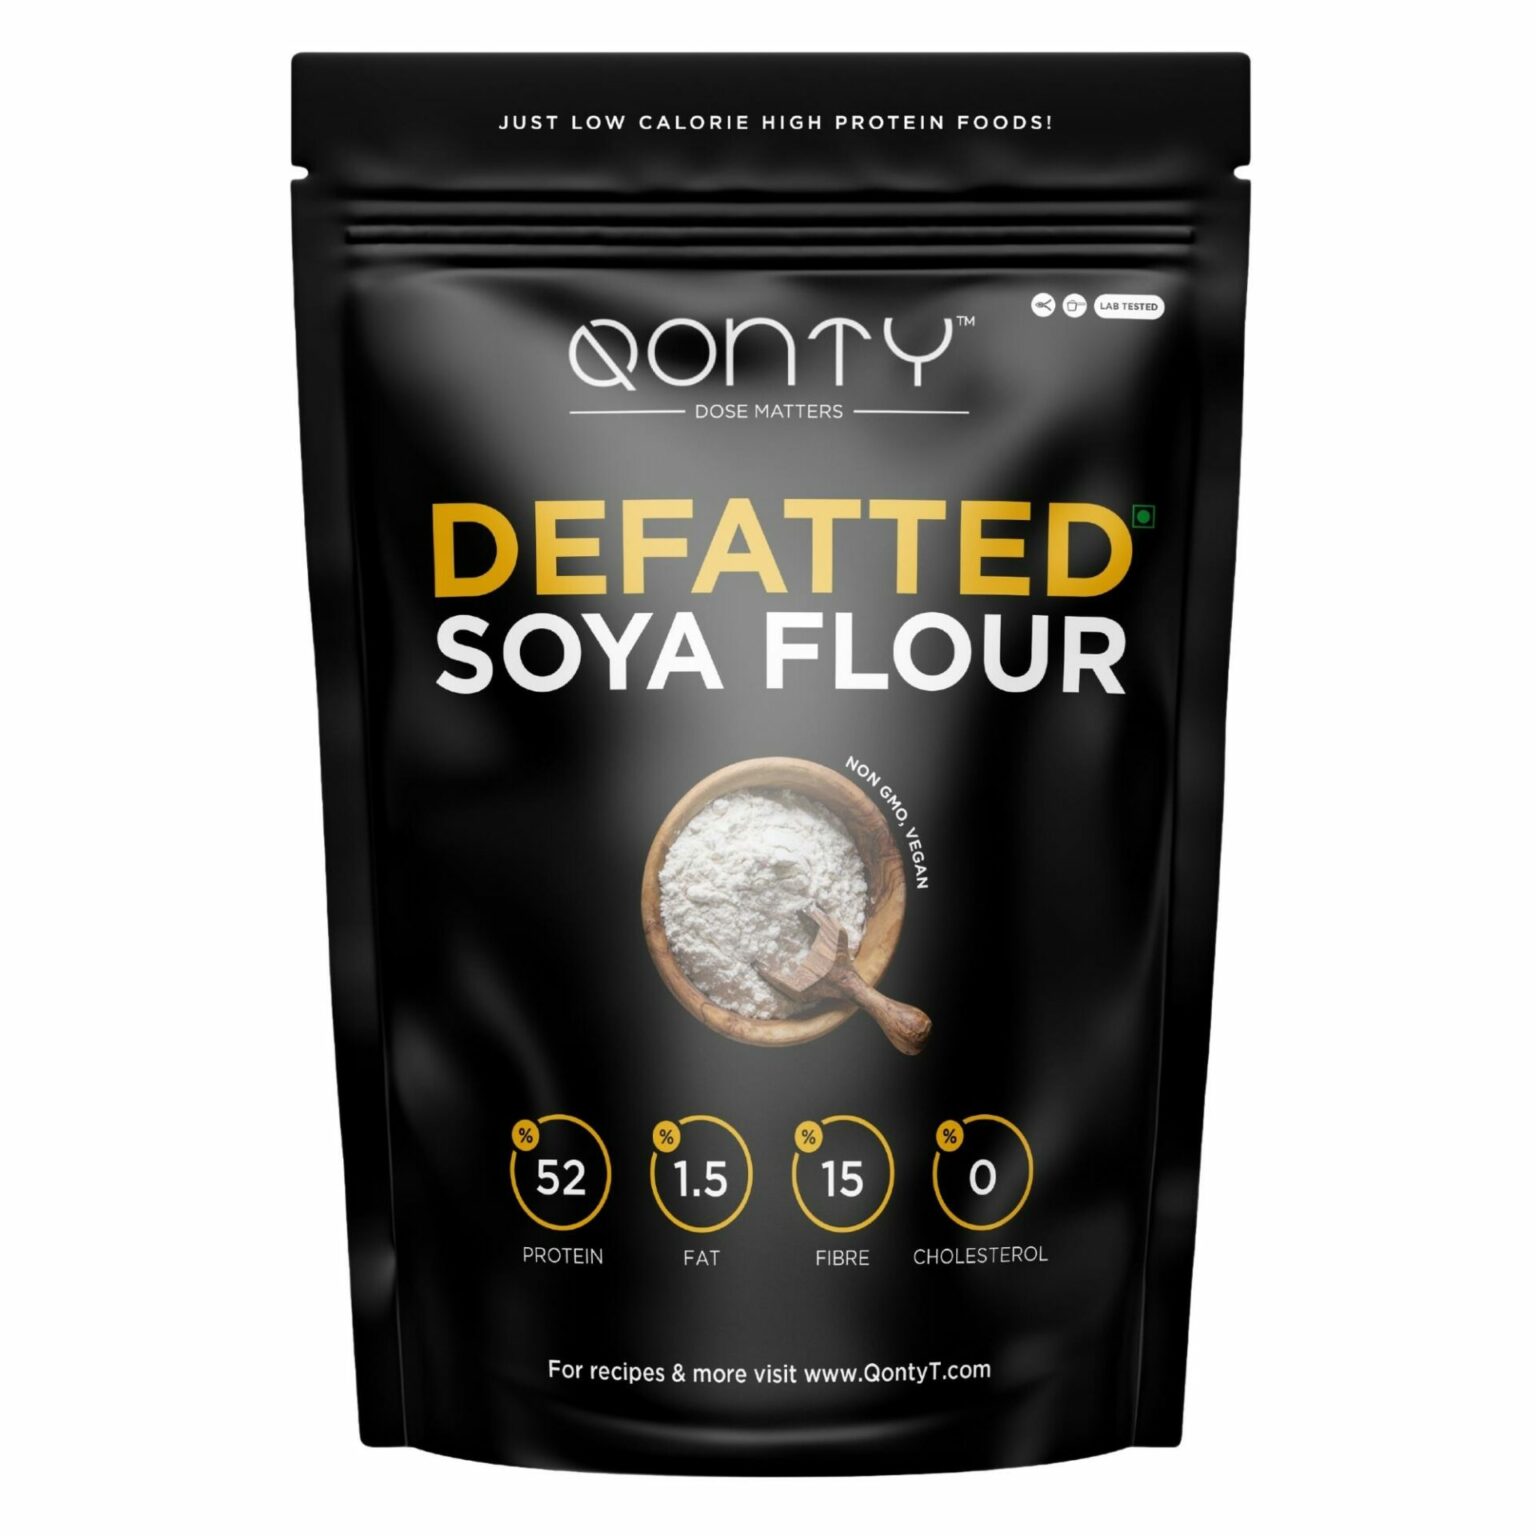 JUST LOW CALORIE HIGH PROTEIN FOODS!
LAB TESTED
QONTY™
DOSE MATTERS
DEFATTED
SOYA FLOUR
NON GMO, VEGAN
% % % %
52 1.5 15 0
PROTEIN FAT FIBRE CHOLESTEROL
For recipes & more visit www.QontyT.com